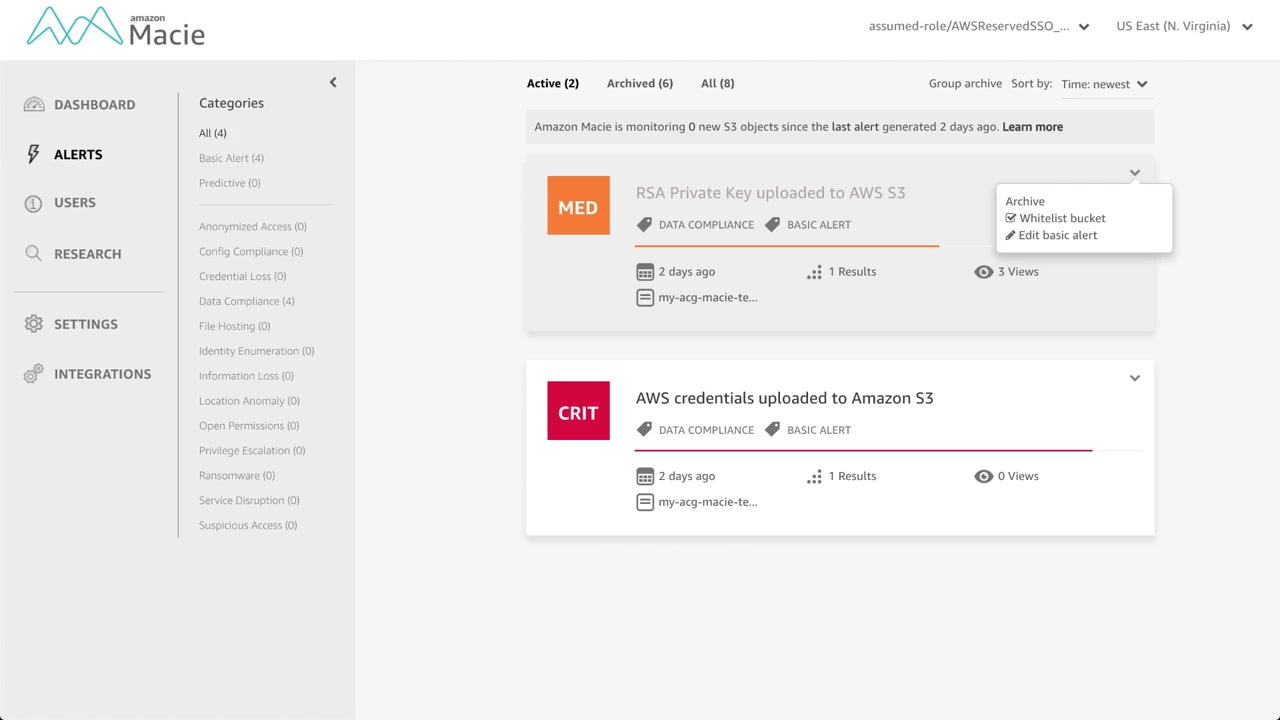 amazon
Macie
assumed-role/AWSReservedSSO_...
US East (N. Virginia)
DASHBOARD
ALERTS
USERS
RESEARCH
SETTINGS
INTEGRATIONS
Categories
All (4)
Basic Alert (4)
Predictive (0)
Anonymized Access (0)
Config Compliance (0)
Credential Loss (0)
Data Compliance (4)
File Hosting (0)
Identity Enumeration (0)
Information Loss (0)
Location Anomaly (0)
Open Permissions (0)
Privilege Escalation (0)
Ransomware (0)
Service Disruption (0)
Suspicious Access (0)
Active (2) Archived (6) All (8)
Group archive Sort by: Time: newest
Amazon Macie is monitoring 0 new S3 objects since the last alert generated 2 days ago. Learn more
MED
RSA Private Key uploaded to AWS S3
DATA COMPLIANCE BASIC ALERT
2 days ago 1 Results 3 Views
my-acg-macie-te...
Archive
Whitelist bucket
Edit basic alert
CRIT
AWS credentials uploaded to Amazon S3
DATA COMPLIANCE BASIC ALERT
2 days ago 1 Results 0 Views
my-acg-macie-te...